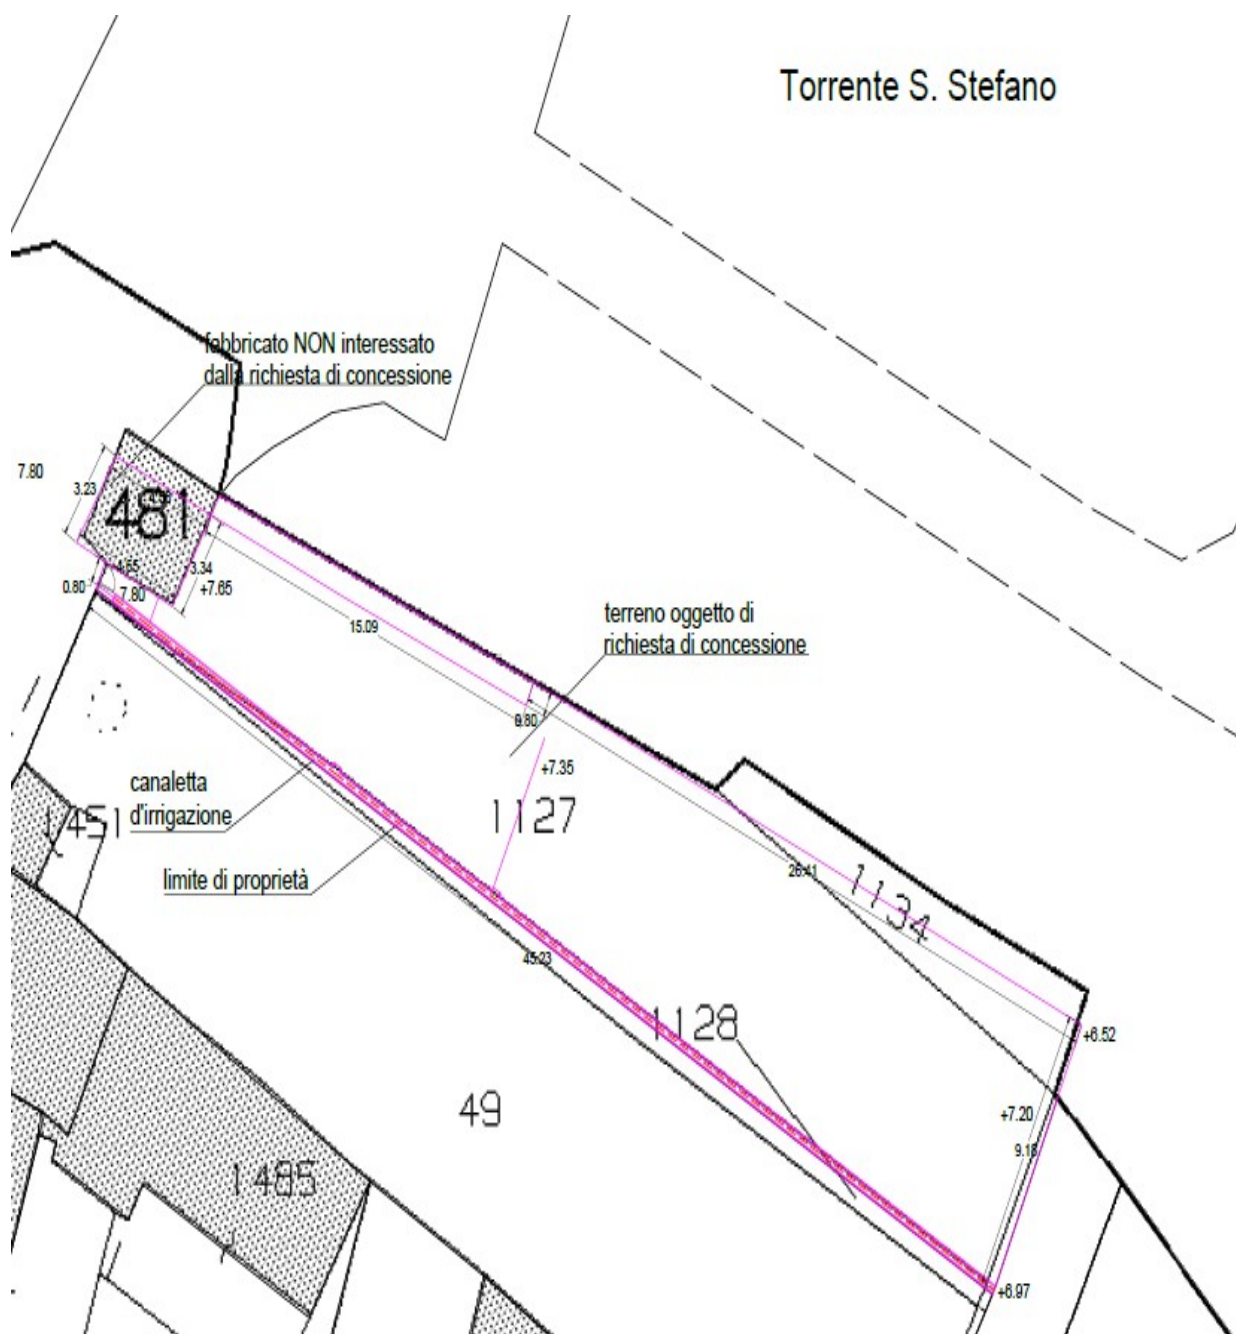 Torrente S. Stefano
fabbricato NON interessato
dalla richiesta di concessione
7.80
3.23
481
4.65
3.34
0.80
7.80
+7.65
15.09
terreno oggetto di
richiesta di concessione
0.80
+7.35
canaletta
d'irrigazione
1127
1451
limite di proprietà
26.41
1134
45.23
1128
+6.52
49
+7.20
9.18
1485
+6.97